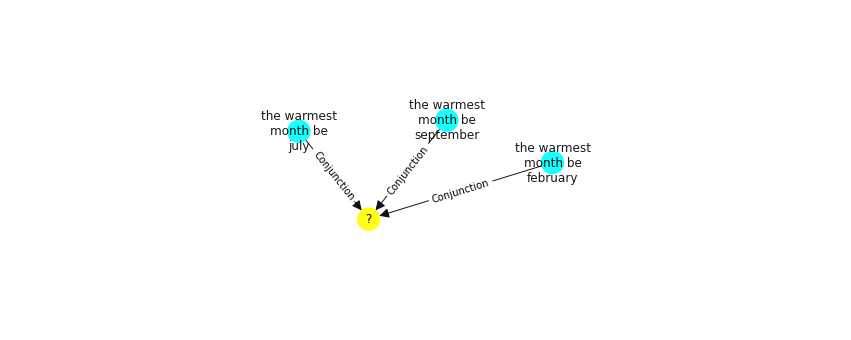 the warmest
month be
july
the warmest
month be
september
the warmest
month be
february
Conjunction
Conjunction
Conjunction
?